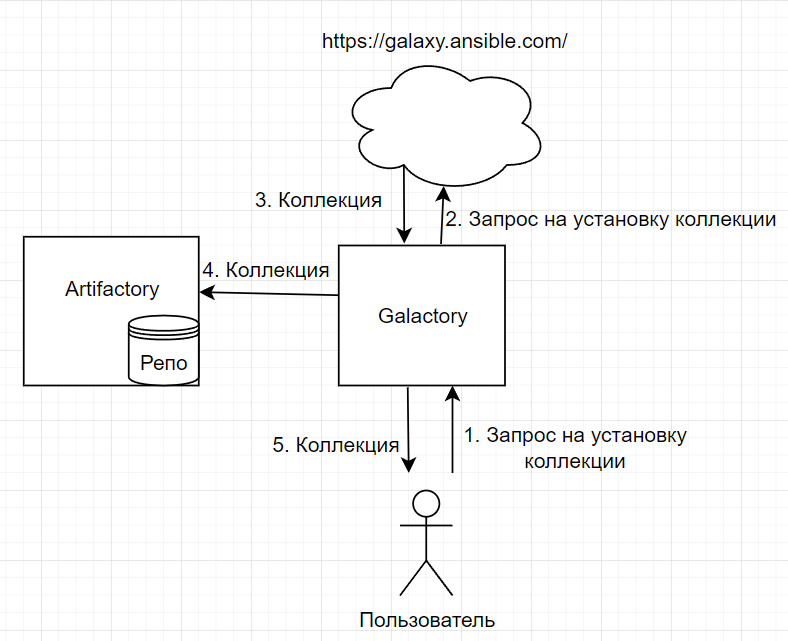 https://galaxy.ansible.com/
3. Коллекция
2. Запрос на установку коллекции
4. Коллекция
Artifactory
Galactory
Репо
5. Коллекция
1. Запрос на установку
коллекции
Пользователь